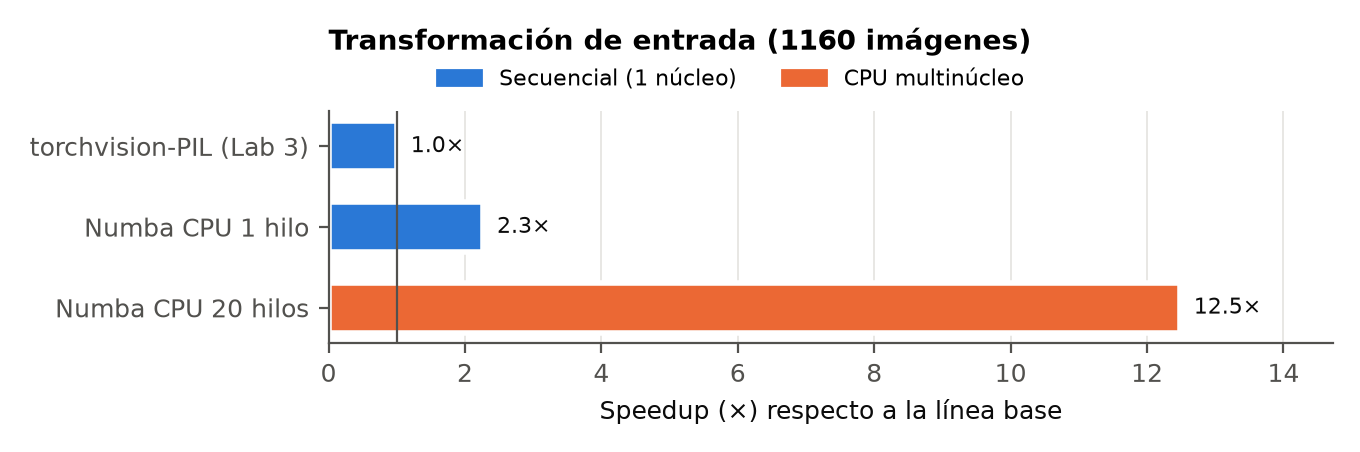 Transformación de entrada (1160 imágenes)
Secuencial (1 núcleo) CPU multinúcleo
torchvision-PIL (Lab 3) 1.0×
Numba CPU 1 hilo 2.3×
Numba CPU 20 hilos 12.5×
0 2 4 6 8 10 12 14
Speedup (×) respecto a la línea base